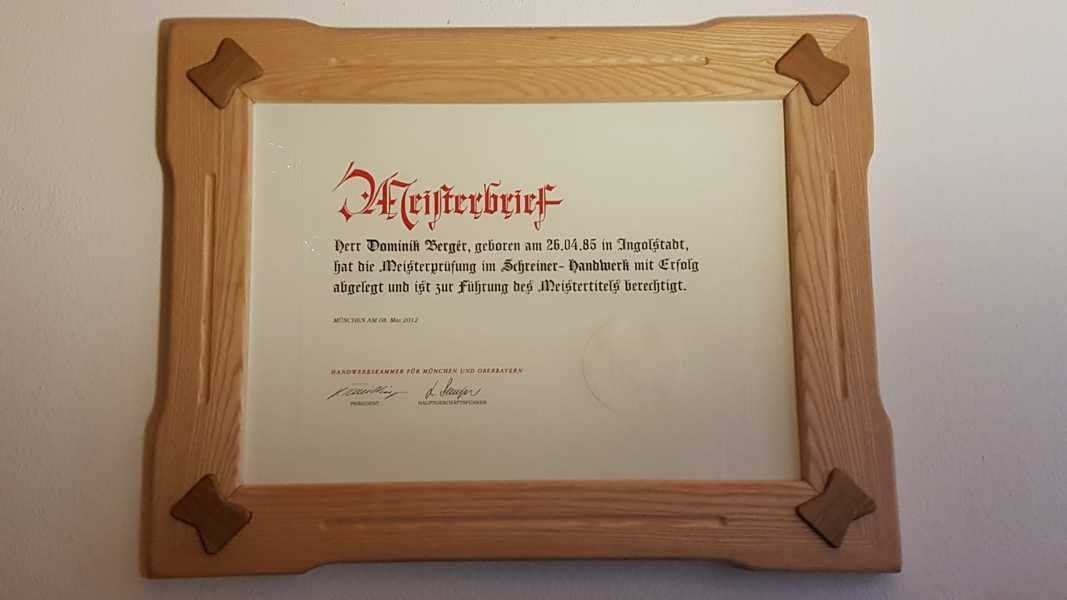 Meisterbrief
Herr Dominik Berger, geboren am 26.04.85 in Ingolstadt,
hat die Meisterprüfung im Schreiner- Handwerk mit Erfolg
abgelegt und ist zur Führung des Meistertitels berechtigt.
MÜNCHEN AM 08. Mai 2012
HANDWERKSKAMMER FÜR MÜNCHEN UND OBERBAYERN
PRÄSIDENT HAUPTGESCHÄFTSFÜHRER